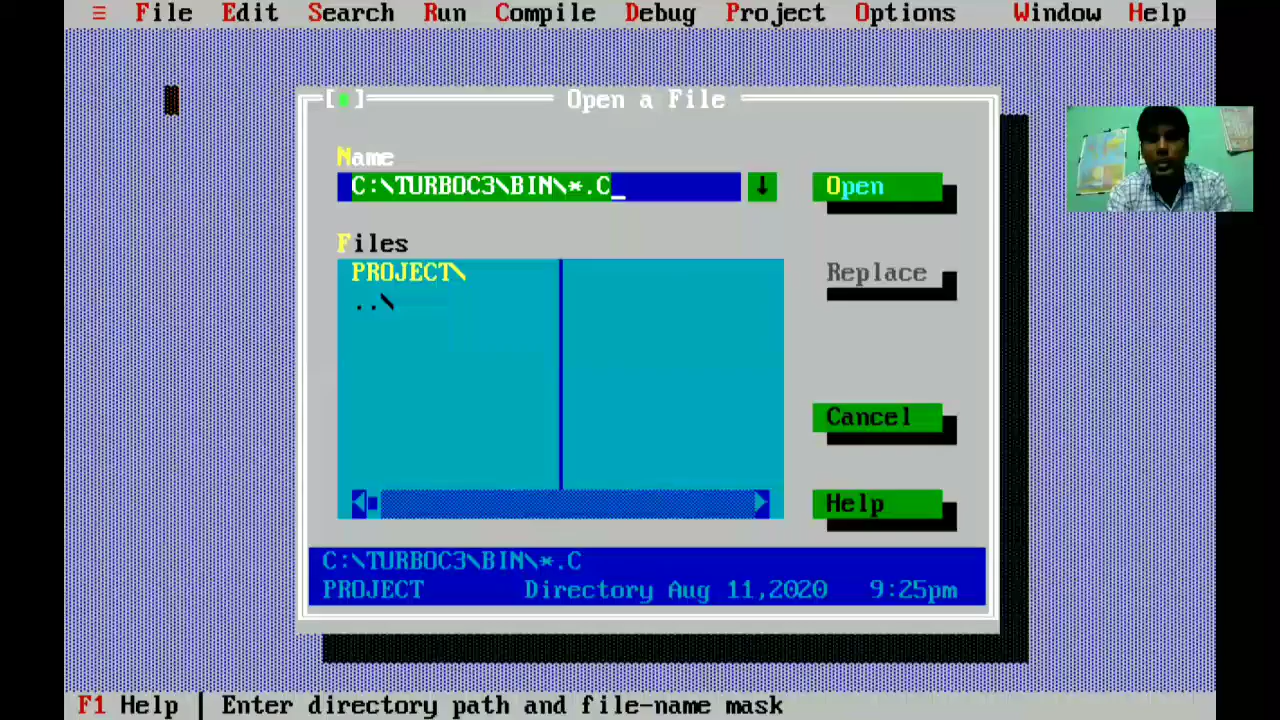 ≡ File Edit Search Run Compile Debug Project Options Window Help
[■] Open a File
Name
C:\TURBOC3\BIN\*.C_ ↓ Open
Files
PROJECT\ Replace
..\
Cancel
Help
C:\TURBOC3\BIN\*.C
PROJECT Directory Aug 11,2020 9:25pm
F1 Help | Enter directory path and file-name mask